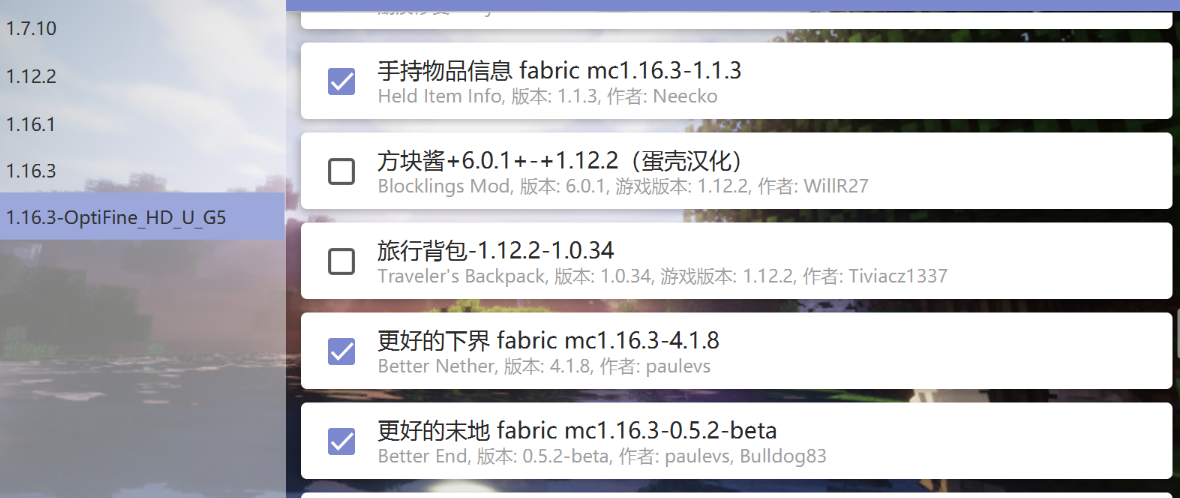 1.7.10
1.12.2
1.16.1
1.16.3
1.16.3-OptiFine_HD_U_G5
手持物品信息 fabric mc1.16.3-1.1.3
Held Item Info, 版本: 1.1.3, 作者: Neecko
方块酱+6.0.1+-+1.12.2（蛋壳汉化）
Blocklings Mod, 版本: 6.0.1, 游戏版本: 1.12.2, 作者: WillR27
旅行背包-1.12.2-1.0.34
Traveler's Backpack, 版本: 1.0.34, 游戏版本: 1.12.2, 作者: Tiviacz1337
更好的下界 fabric mc1.16.3-4.1.8
Better Nether, 版本: 4.1.8, 作者: paulevs
更好的末地 fabric mc1.16.3-0.5.2-beta
Better End, 版本: 0.5.2-beta, 作者: paulevs, Bulldog83